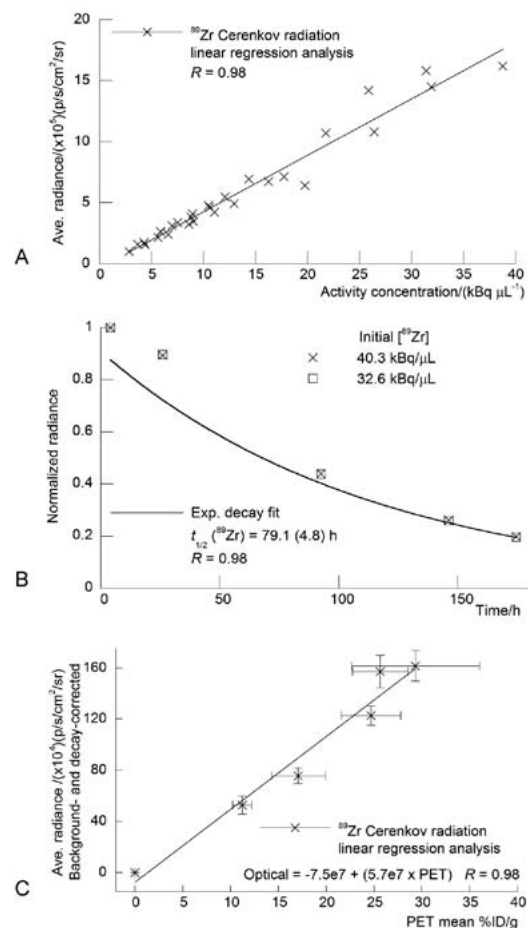 20
15
10
5
0
Ave. radiance/(x10⁵)(p/s/cm²/sr)
⁸⁹Zr Cerenkov radiation
linear regression analysis
R = 0.98
0 5 10 15 20 25 30 35 40
Activity concentration/(kBq µL⁻¹)
A
1
0.8
0.6
0.4
0.2
0
Normalized radiance
Initial [⁸⁹Zr]
40.3 kBq/µL
32.6 kBq/µL
Exp. decay fit
t₁/₂ (⁸⁹Zr) = 79.1 (4.8) h
R = 0.98
50 100 150
Time/h
B
160
120
80
40
0
Ave. radiance /(x10⁴)(p/s/cm²/sr)
Background- and decay-corrected
⁸⁹Zr Cerenkov radiation
linear regression analysis
Optical = -7.5e7 + (5.7e7 x PET) R = 0.98
0 5 10 15 20 25 30 35 40
PET mean %ID/g
C